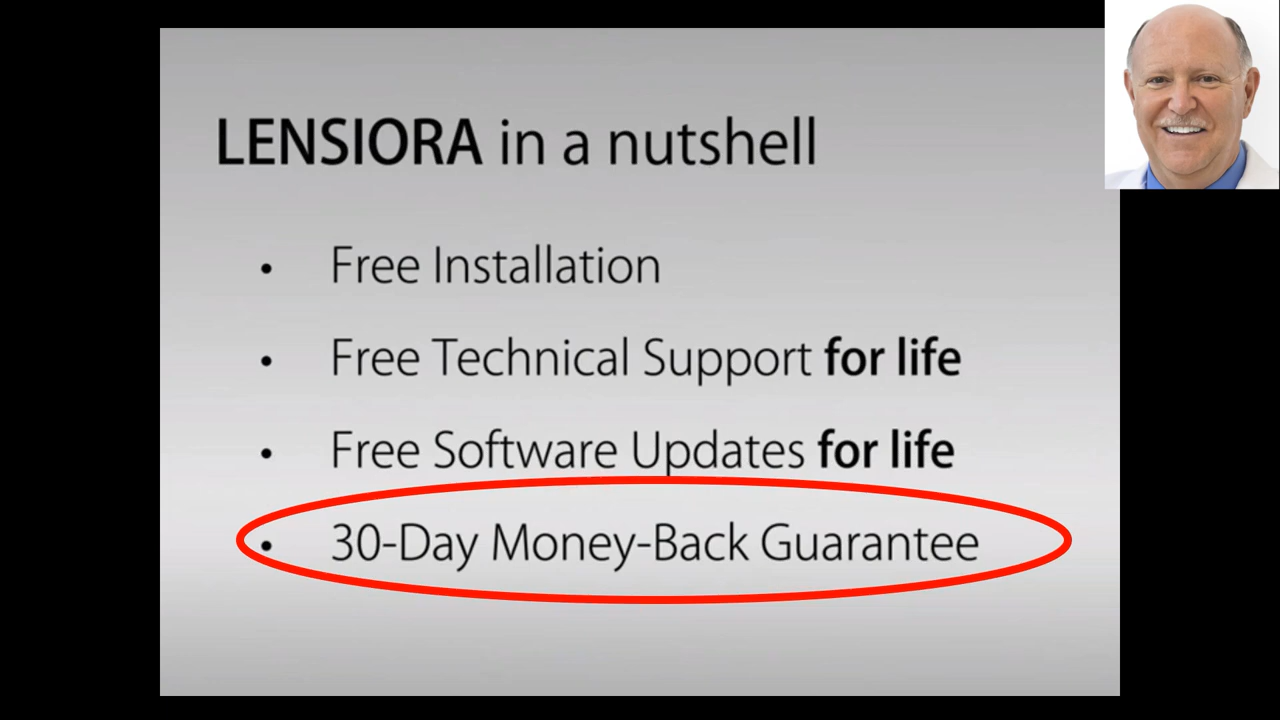 LENSIORA in a nutshell
• Free Installation
• Free Technical Support for life
• Free Software Updates for life
• 30-Day Money-Back Guarantee